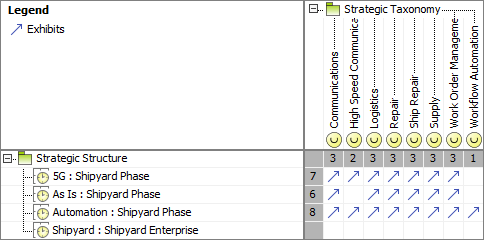 Legend
Exhibits
Strategic Taxonomy
Communications
High Speed Communica
Logistics
Repair
Ship Repair
Supply
Work Order Manageme
Workflow Automation
Strategic Structure 3 2 3 3 3 3 3 1
5G : Shipyard Phase 7
As Is : Shipyard Phase 6
Automation : Shipyard Phase 8
Shipyard : Shipyard Enterprise